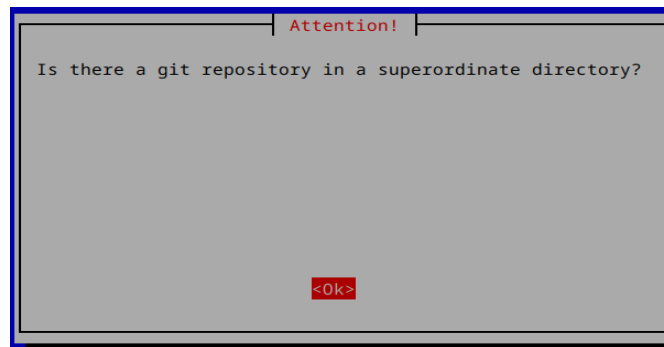 Attention!
Is there a git repository in a superordinate directory?
<Ok>